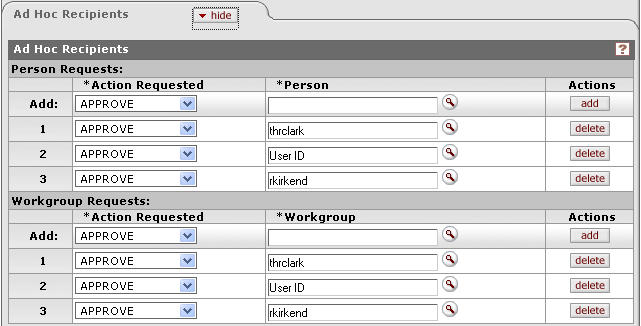 Ad Hoc Recipients hide
Ad Hoc Recipients ?
Person Requests:
*Action Requested *Person Actions
Add: APPROVE add
1 APPROVE thrclark delete
2 APPROVE User ID delete
3 APPROVE rkirkend delete
Workgroup Requests:
*Action Requested *Workgroup Actions
Add: APPROVE add
1 APPROVE thrclark delete
2 APPROVE User ID delete
3 APPROVE rkirkend delete